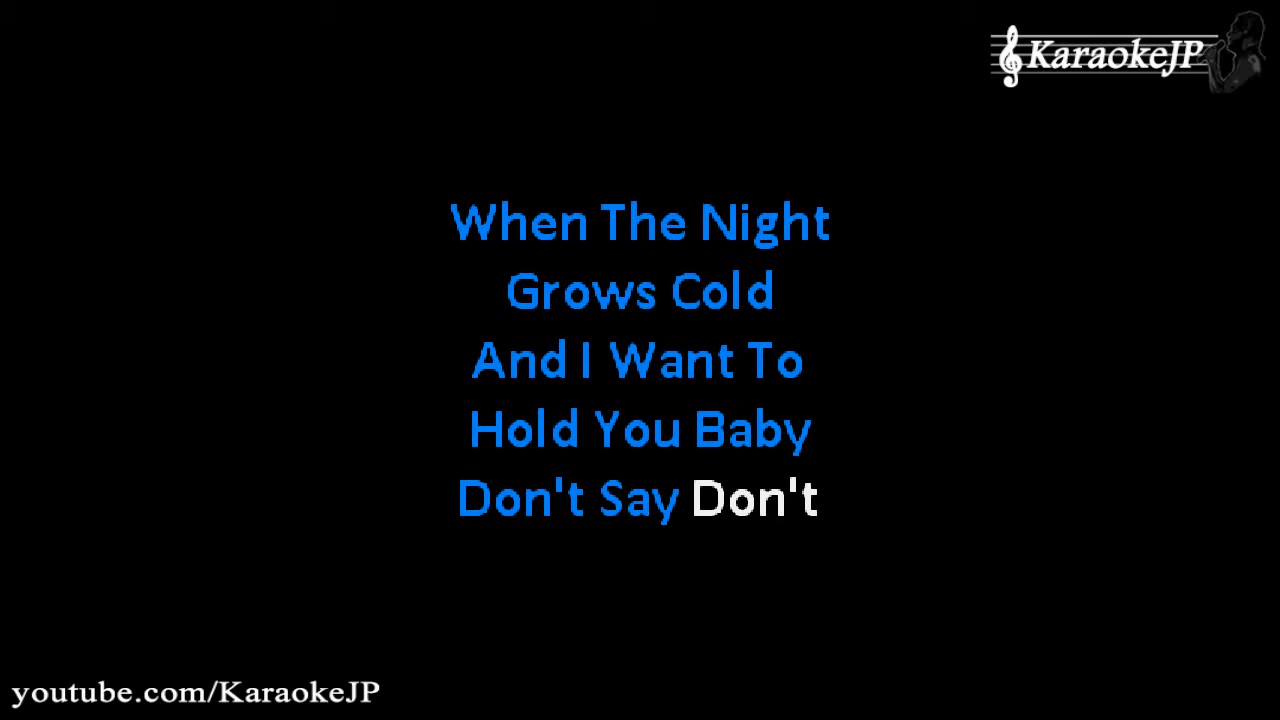 KaraokeJP
When The Night
Grows Cold
And I Want To
Hold You Baby
Don't Say Don't
youtube.com/KaraokeJP